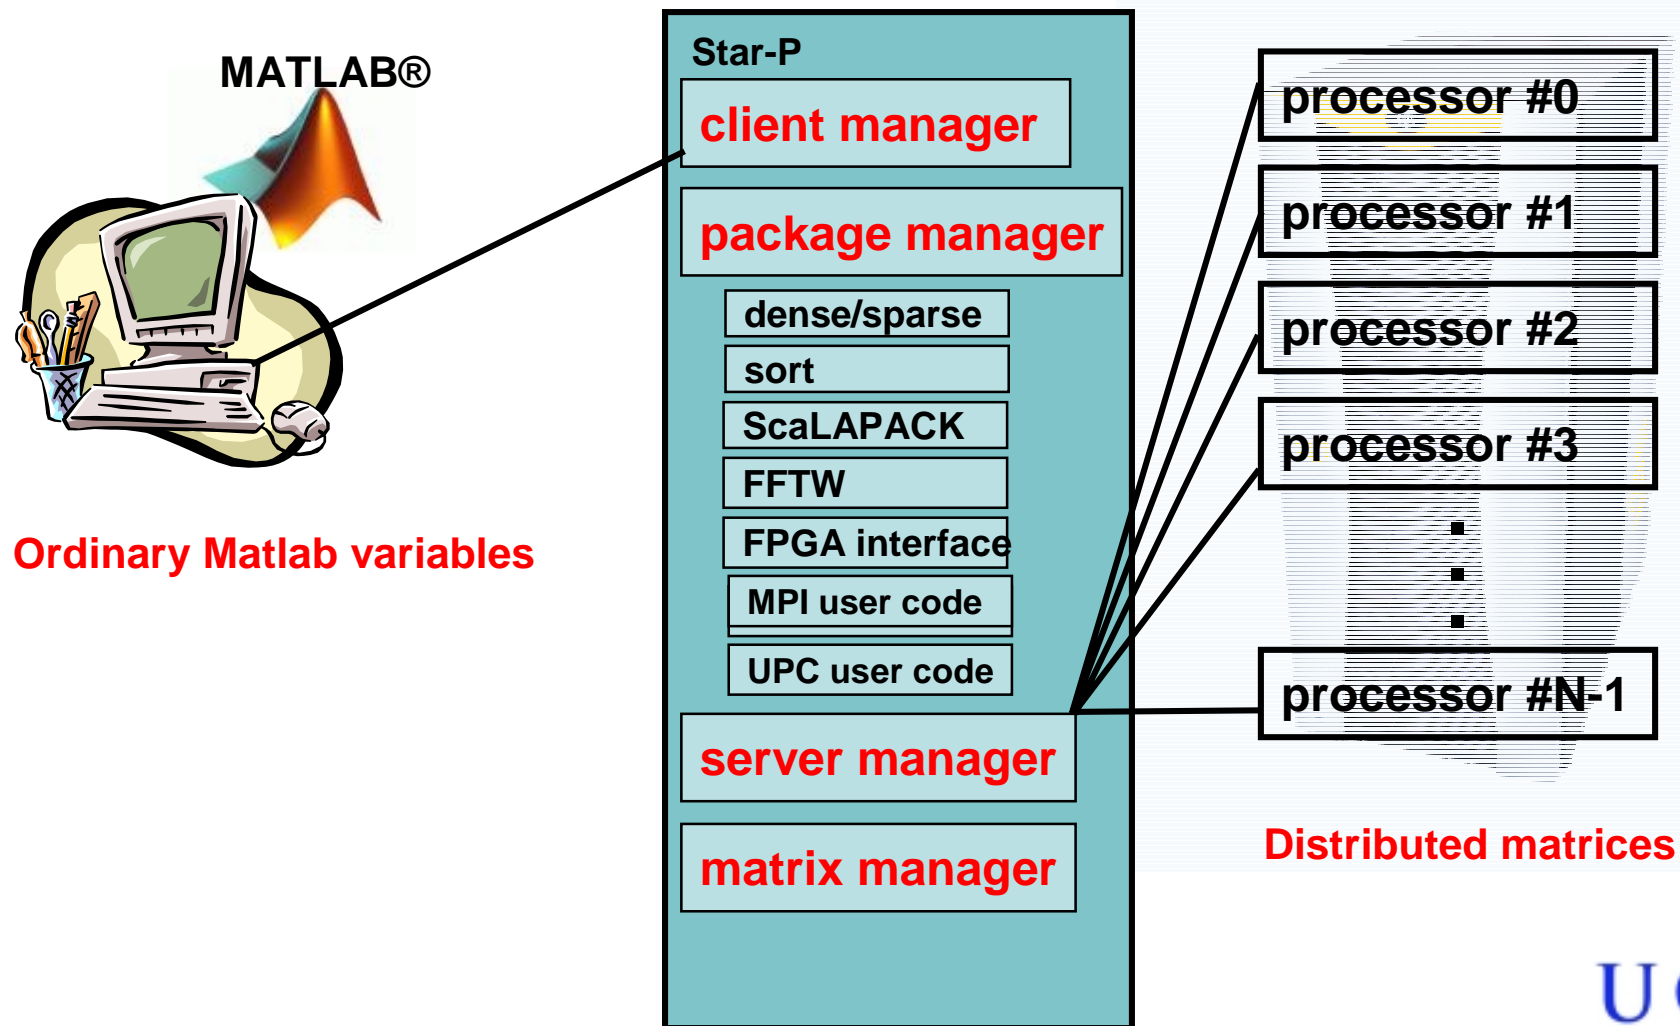 MATLAB®
Ordinary Matlab variables
Star-P
client manager
package manager
dense/sparse
sort
ScaLAPACK
FFTW
FPGA interface
MPI user code
UPC user code
server manager
matrix manager
processor #0
processor #1
processor #2
processor #3
processor #N-1
Distributed matrices
U